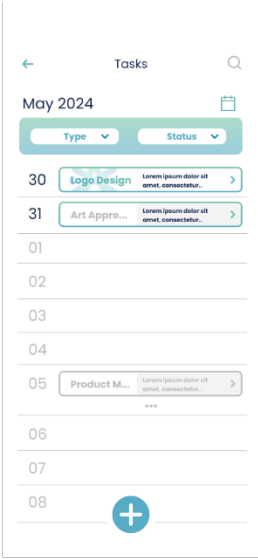 Tasks
May 2024
Type Status
30 Logo Design Lorem ipsum dolor sit
amet, consectetur..
31 Art Appre... Lorem ipsum dolor sit
amet, consectetur..
01
02
03
04
05 Product M... Lorem ipsum dolor sit
amet, consectetur..
...
06
07
08